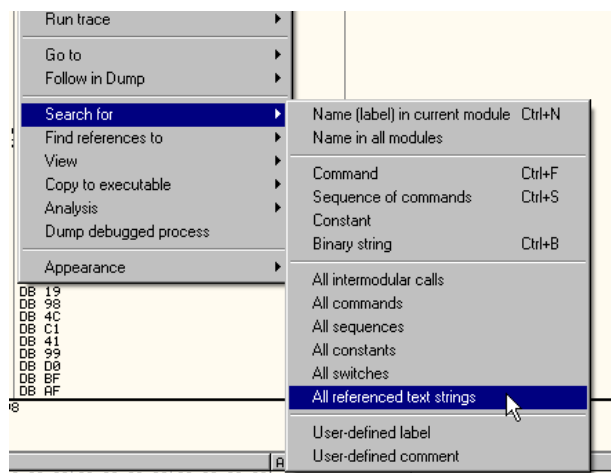 Run trace
Go to
Follow in Dump
Search for
Find references to
View
Copy to executable
Analysis
Dump debugged process
Appearance
DB 19
DB 98
DB 4C
DB C1
DB 41
DB 99
DB D0
DB BF
DB AF
Name (label) in current module Ctrl+N
Name in all modules
Command Ctrl+F
Sequence of commands Ctrl+S
Constant
Binary string Ctrl+B
All intermodular calls
All commands
All sequences
All constants
All switches
All referenced text strings
User-defined label
User-defined comment